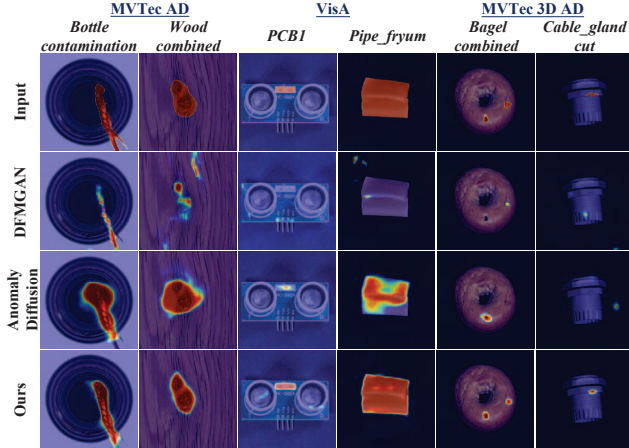 MVTec AD VisA MVTec 3D AD
Bottle contamination Wood combined PCB1 Pipe_fryum Bagel combined Cable_gland cut
Input
DFMGAN
Anomaly Diffusion
Ours